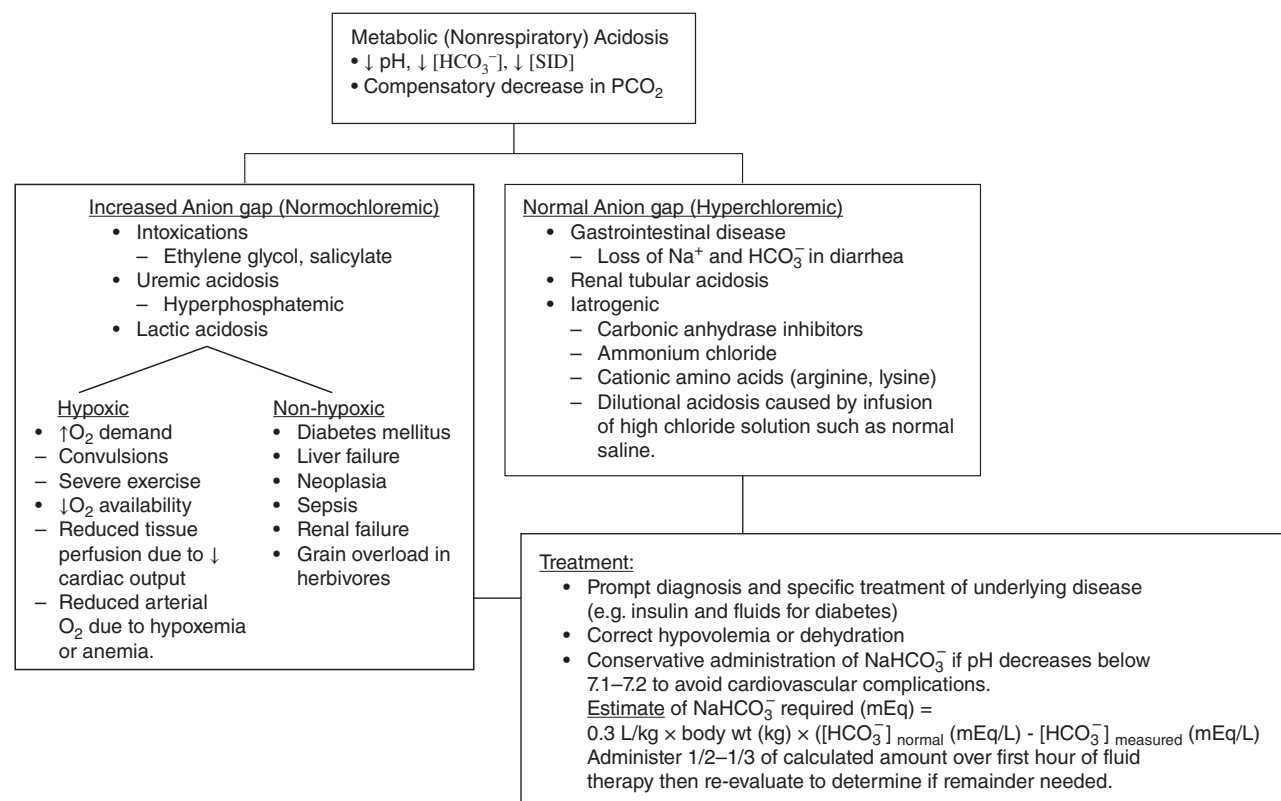 Metabolic (Nonrespiratory) Acidosis
• ↓ pH, ↓ [HCO₃⁻], ↓ [SID]
• Compensatory decrease in PCO₂
Increased Anion gap (Normochloremic)
• Intoxications
– Ethylene glycol, salicylate
• Uremic acidosis
– Hyperphosphatemic
• Lactic acidosis
Hypoxic
• ↑O₂ demand
– Convulsions
– Severe exercise
• ↓O₂ availability
– Reduced tissue
perfusion due to ↓
cardiac output
– Reduced arterial
O₂ due to hypoxemia
or anemia.
Non-hypoxic
• Diabetes mellitus
• Liver failure
• Neoplasia
• Sepsis
• Renal failure
• Grain overload in
herbivores
Normal Anion gap (Hyperchloremic)
• Gastrointestinal disease
– Loss of Na⁺ and HCO₃⁻ in diarrhea
• Renal tubular acidosis
• Iatrogenic
– Carbonic anhydrase inhibitors
– Ammonium chloride
– Cationic amino acids (arginine, lysine)
– Dilutional acidosis caused by infusion
of high chloride solution such as normal
saline.
Treatment:
• Prompt diagnosis and specific treatment of underlying disease
(e.g. insulin and fluids for diabetes)
• Correct hypovolemia or dehydration
• Conservative administration of NaHCO₃⁻ if pH decreases below
7.1–7.2 to avoid cardiovascular complications.
Estimate of NaHCO₃⁻ required (mEq) =
0.3 L/kg × body wt (kg) × ([HCO₃⁻] normal (mEq/L) - [HCO₃⁻] measured (mEq/L)
Administer 1/2–1/3 of calculated amount over first hour of fluid
therapy then re-evaluate to determine if remainder needed.